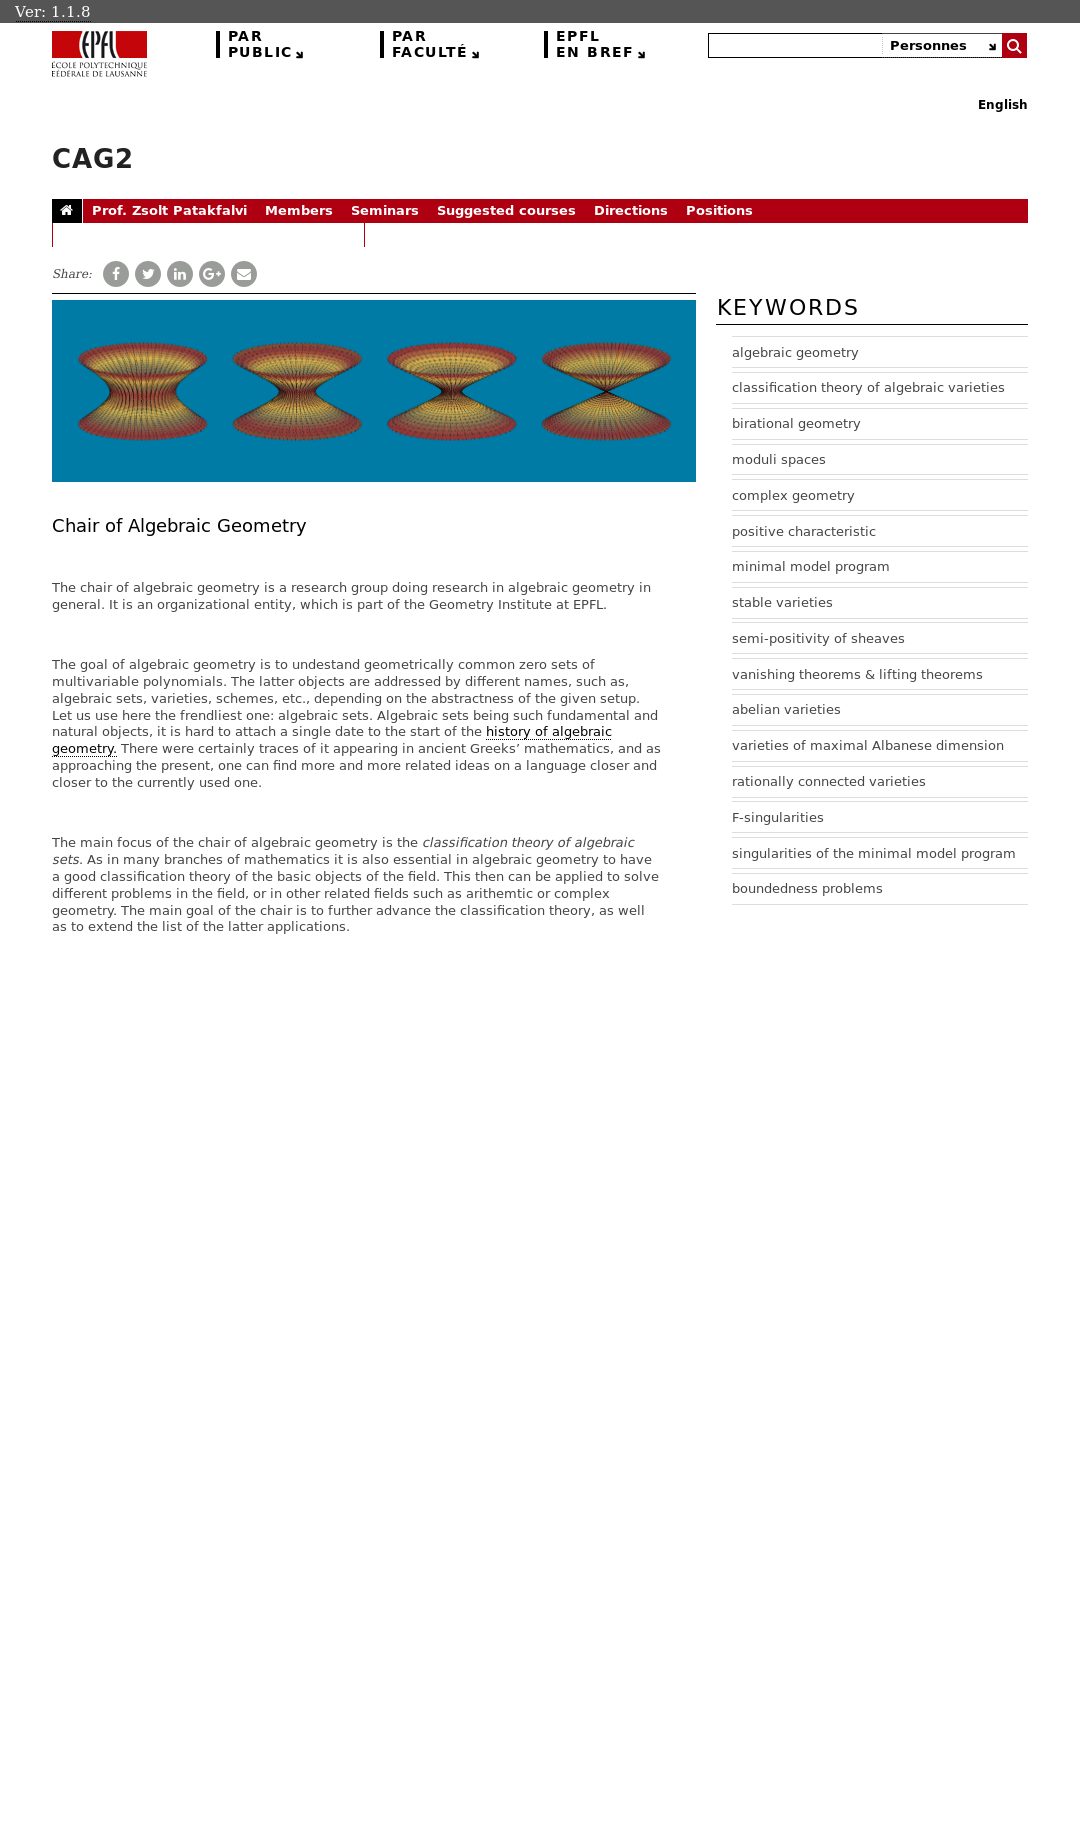 Ver: 1.1.8
EPFL
ÉCOLE POLYTECHNIQUE
FÉDÉRALE DE LAUSANNE
PAR
PUBLIC
PAR
FACULTÉ
EPFL
EN BREF
Personnes
English
CAG2
Prof. Zsolt Patakfalvi Members Seminars Suggested courses Directions Positions
Share:
Chair of Algebraic Geometry
The chair of algebraic geometry is a research group doing research in algebraic geometry in
general. It is an organizational entity, which is part of the Geometry Institute at EPFL.
The goal of algebraic geometry is to undestand geometrically common zero sets of
multivariable polynomials. The latter objects are addressed by different names, such as,
algebraic sets, varieties, schemes, etc., depending on the abstractness of the given setup.
Let us use here the frendliest one: algebraic sets. Algebraic sets being such fundamental and
natural objects, it is hard to attach a single date to the start of the history of algebraic
geometry. There were certainly traces of it appearing in ancient Greeks’ mathematics, and as
approaching the present, one can find more and more related ideas on a language closer and
closer to the currently used one.
The main focus of the chair of algebraic geometry is the classification theory of algebraic
sets. As in many branches of mathematics it is also essential in algebraic geometry to have
a good classification theory of the basic objects of the field. This then can be applied to solve
different problems in the field, or in other related fields such as arithemtic or complex
geometry. The main goal of the chair is to further advance the classification theory, as well
as to extend the list of the latter applications.
KEYWORDS
algebraic geometry
classification theory of algebraic varieties
birational geometry
moduli spaces
complex geometry
positive characteristic
minimal model program
stable varieties
semi-positivity of sheaves
vanishing theorems & lifting theorems
abelian varieties
varieties of maximal Albanese dimension
rationally connected varieties
F-singularities
singularities of the minimal model program
boundedness problems